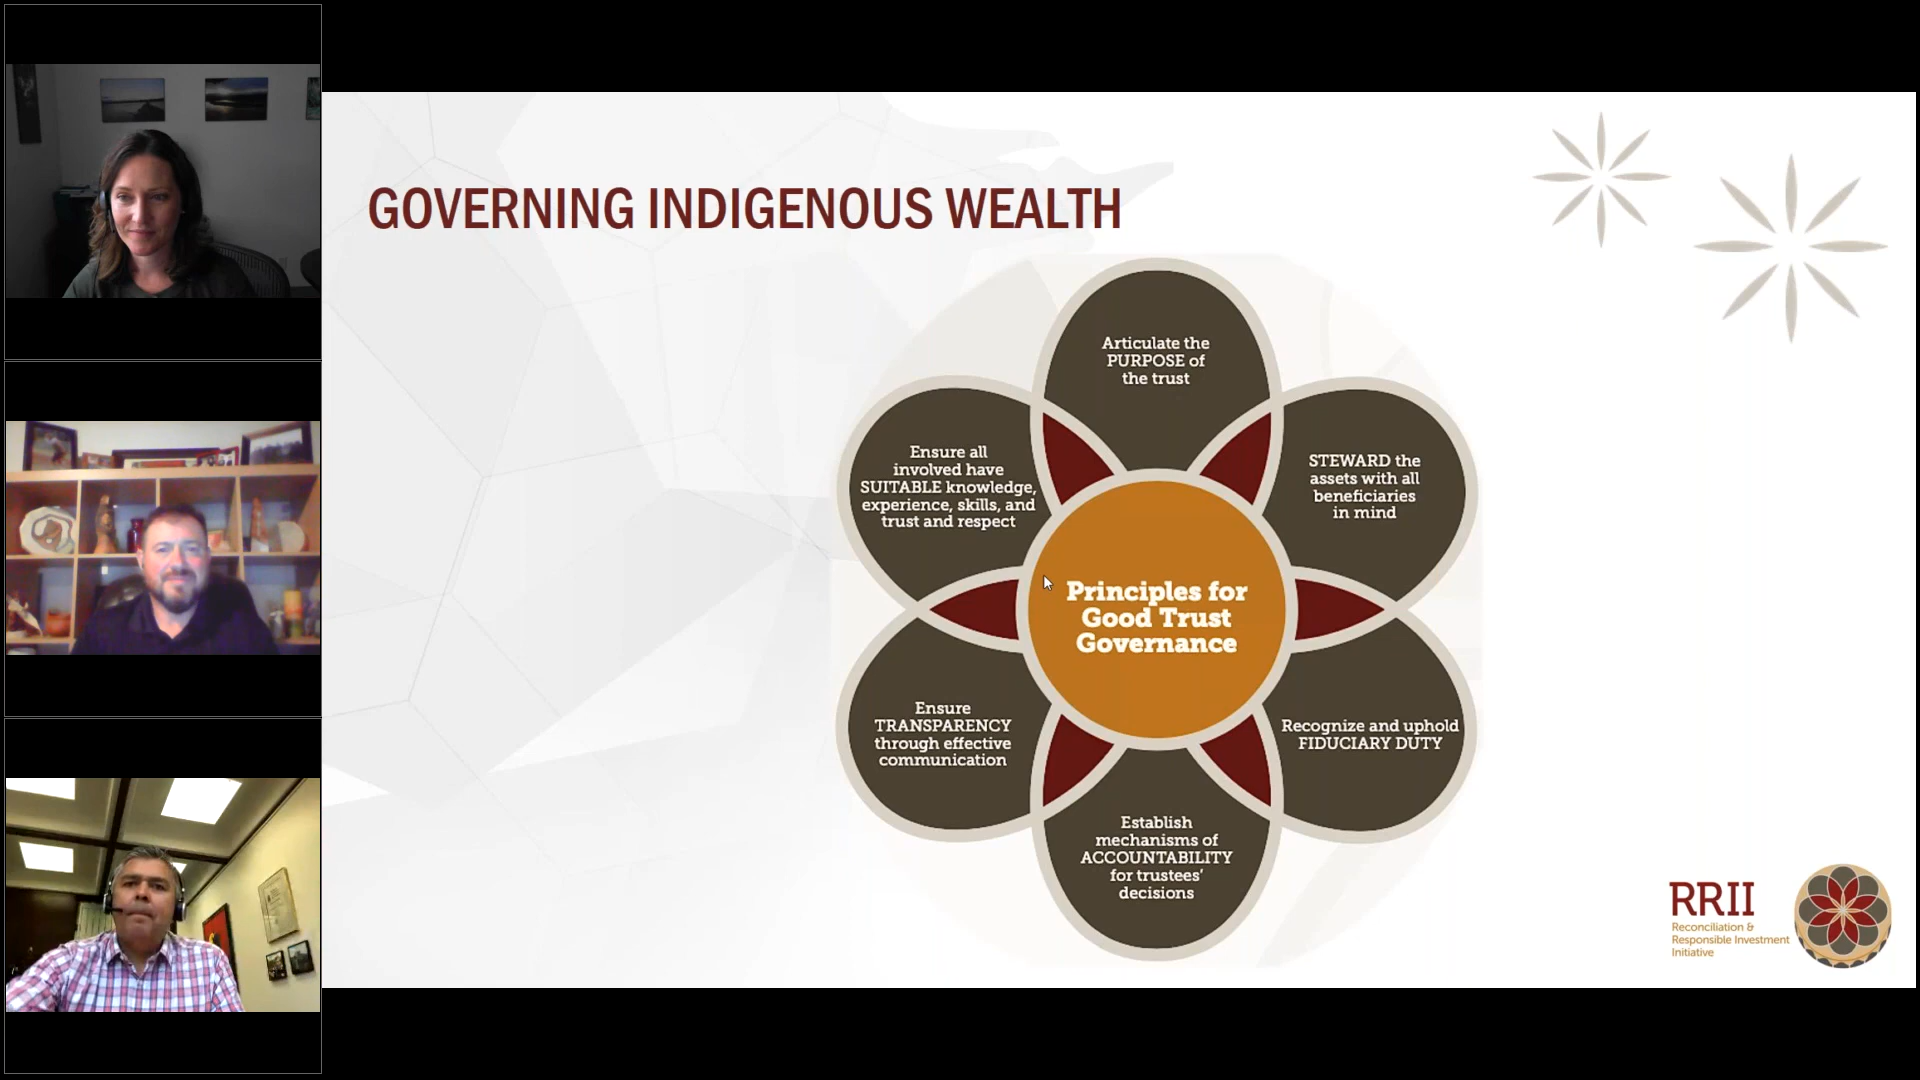 GOVERNING INDIGENOUS WEALTH
Articulate the
PURPOSE of
the trust
STEWARD the
assets with all
beneficiaries
in mind
Recognize and uphold
FIDUCIARY DUTY
Establish
mechanisms of
ACCOUNTABILITY
for trustees'
decisions
Ensure
TRANSPARENCY
through effective
communication
Ensure all
involved have
SUITABLE knowledge,
experience, skills, and
trust and respect
Principles for
Good Trust
Governance
RRII
Reconciliation &
Responsible Investment
Initiative